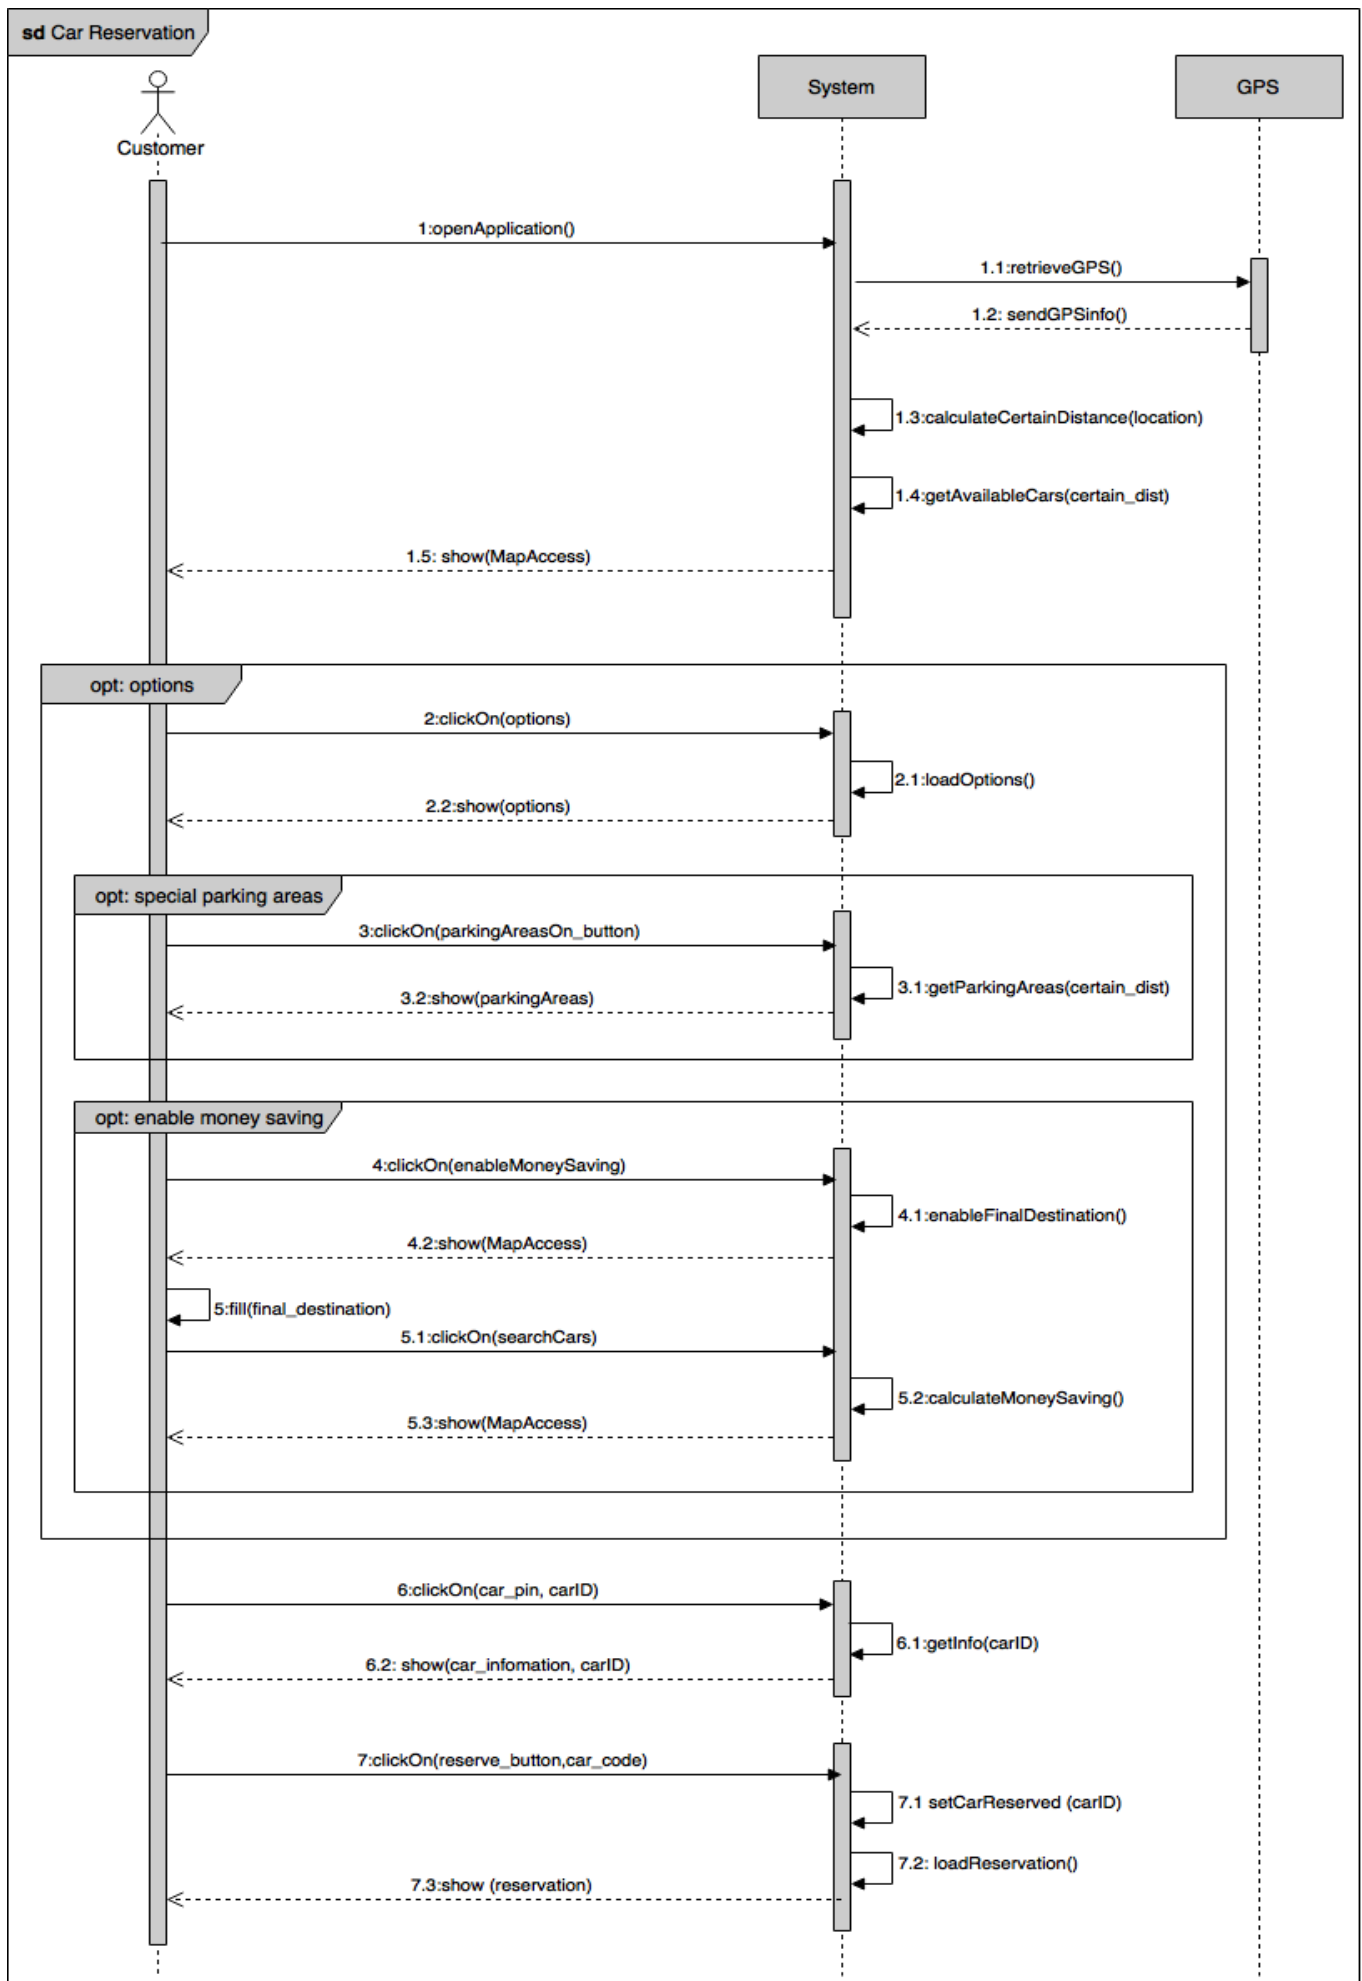 sd Car Reservation
System
GPS
Customer
1:openApplication()
1.1:retrieveGPS()
1.2: sendGPSinfo()
1.3:calculateCertainDistance(location)
1.4:getAvailableCars(certain_dist)
1.5: show(MapAccess)
opt: options
2:clickOn(options)
2.1:loadOptions()
2.2:show(options)
opt: special parking areas
3:clickOn(parkingAreasOn_button)
3.1:getParkingAreas(certain_dist)
3.2:show(parkingAreas)
opt: enable money saving
4:clickOn(enableMoneySaving)
4.1:enableFinalDestination()
4.2:show(MapAccess)
5:fill(final_destination)
5.1:clickOn(searchCars)
5.2:calculateMoneySaving()
5.3:show(MapAccess)
6:clickOn(car_pin, carID)
6.1:getInfo(carID)
6.2: show(car_infomation, carID)
7:clickOn(reserve_button,car_code)
7.1 setCarReserved (carID)
7.2: loadReservation()
7.3:show (reservation)